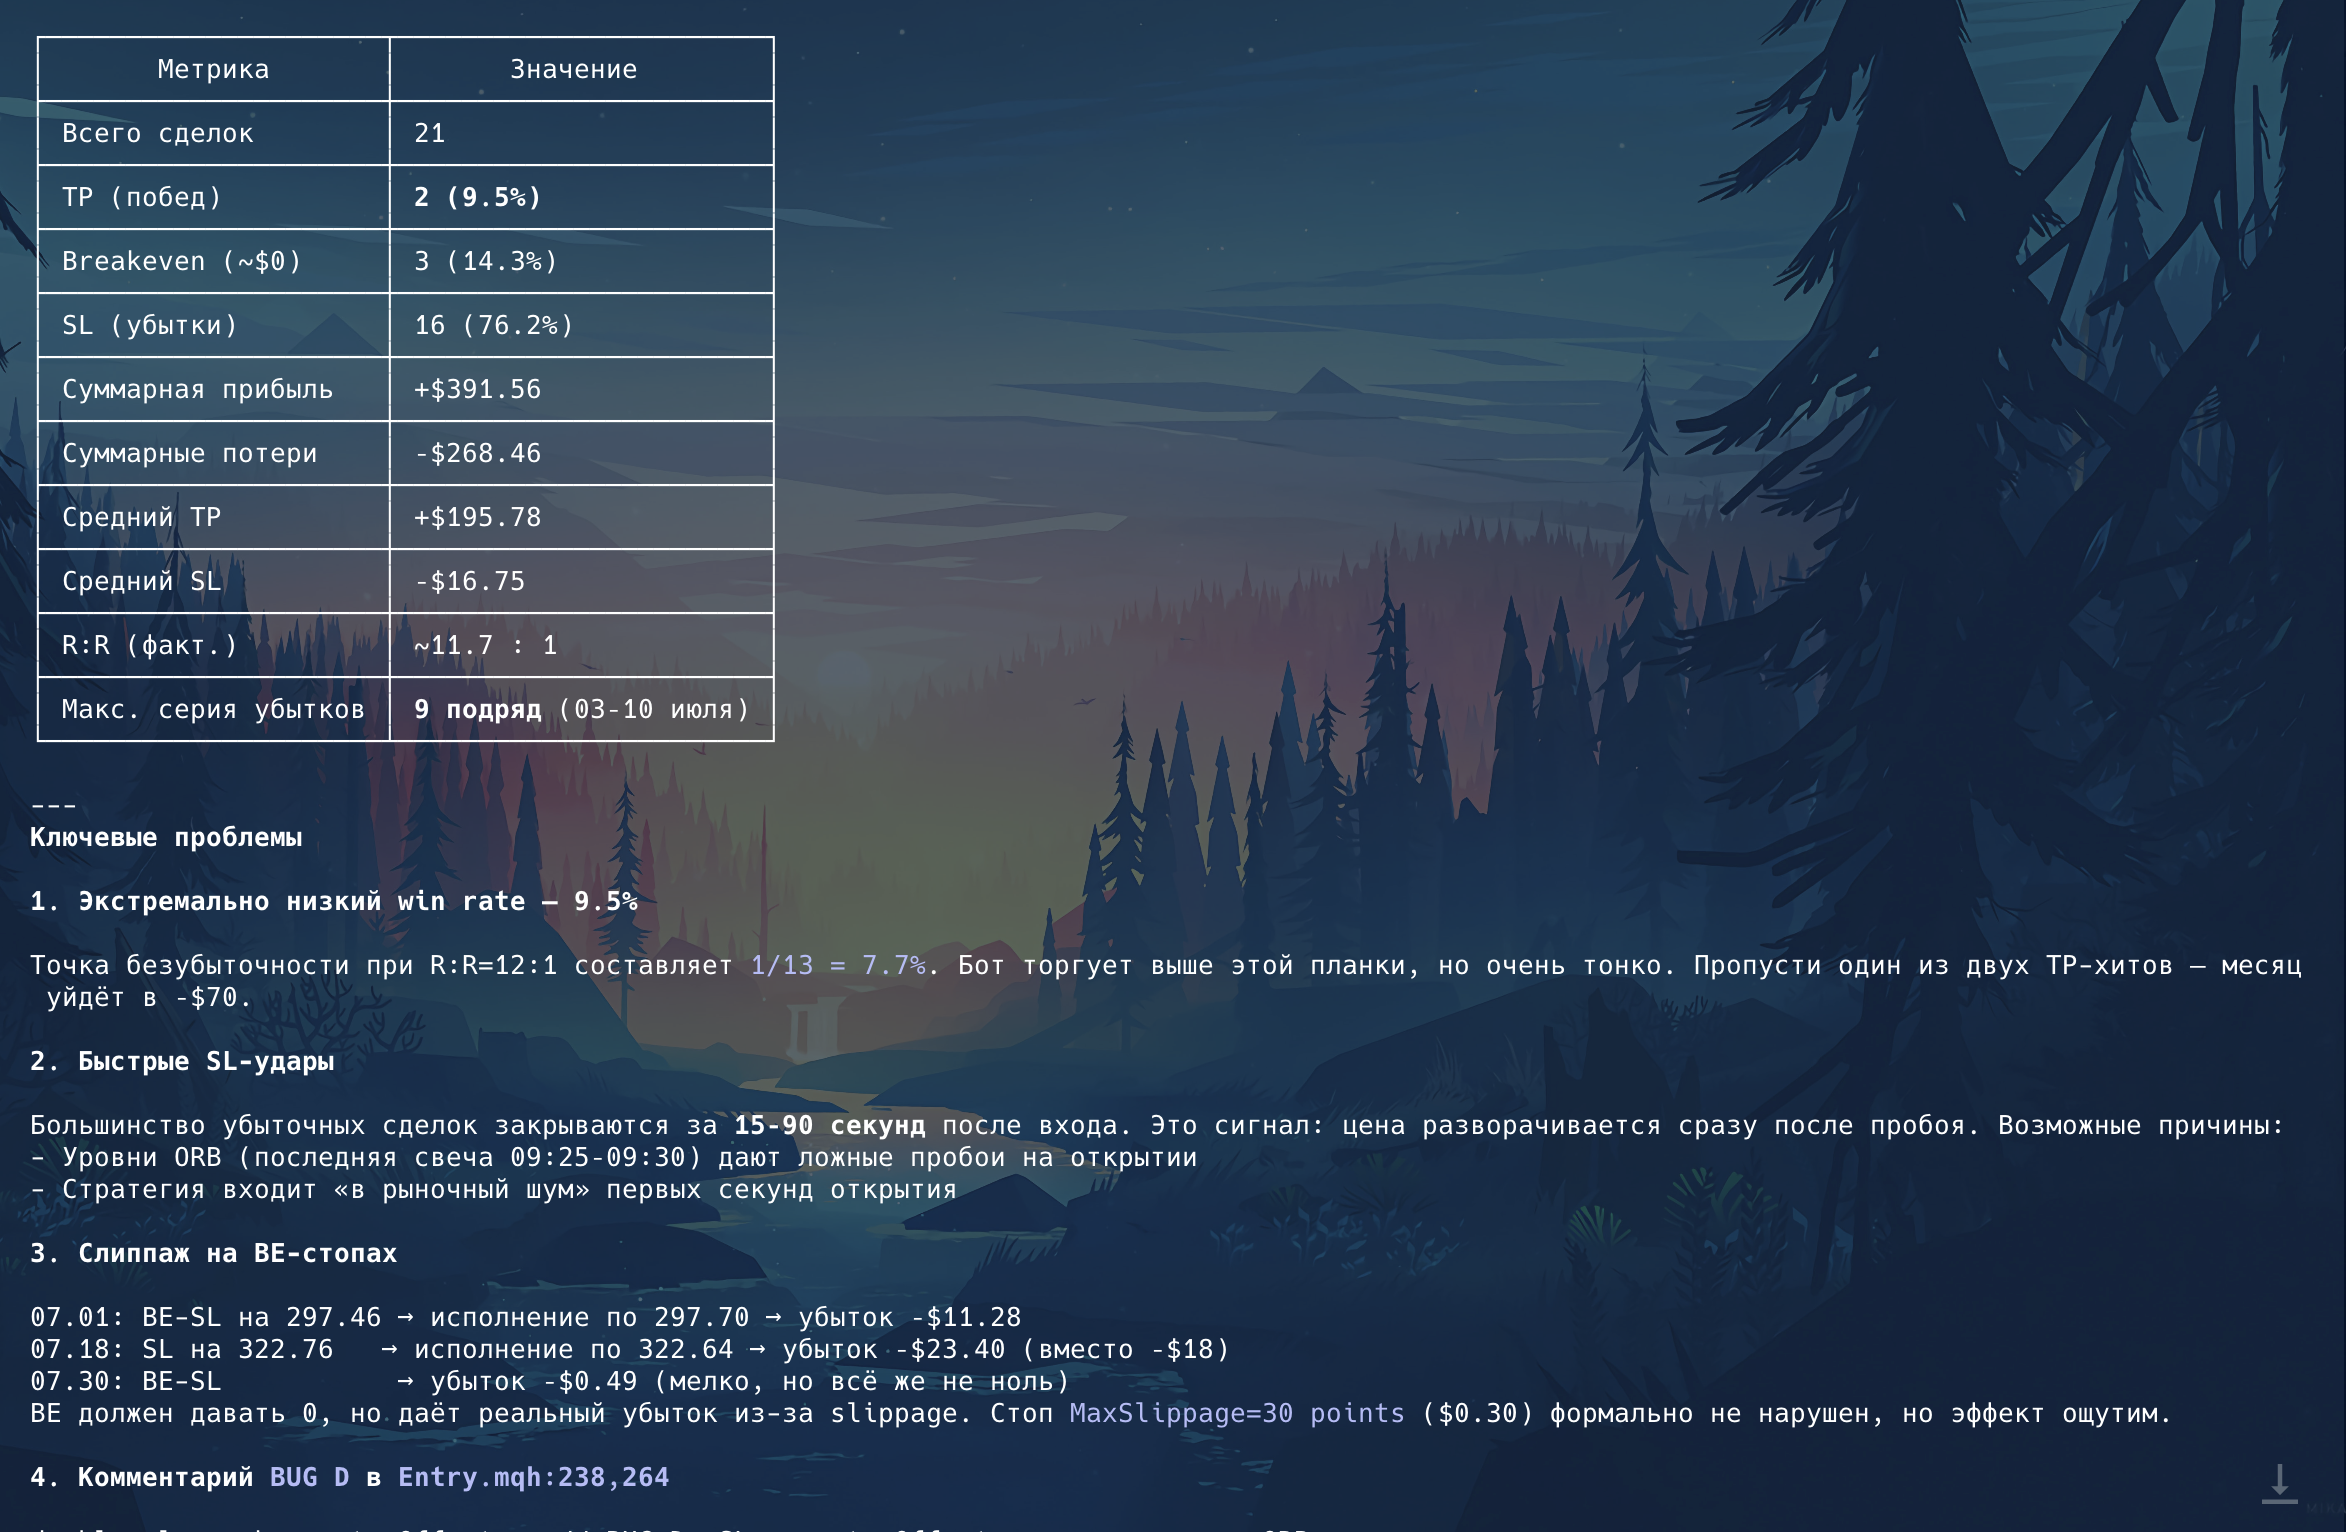 Метрика Значение
Всего сделок 21
TP (побед) 2 (9.5%)
Breakeven (~$0) 3 (14.3%)
SL (убытки) 16 (76.2%)
Суммарная прибыль +$391.56
Суммарные потери -$268.46
Средний TP +$195.78
Средний SL -$16.75
R:R (факт.) ~11.7 : 1
Макс. серия убытков 9 подряд (03-10 июля)
---
Ключевые проблемы
1. Экстремально низкий win rate — 9.5%
Точка безубыточности при R:R=12:1 составляет 1/13 = 7.7%. Бот торгует выше этой планки, но очень тонко. Пропусти один из двух TP-хитов — месяц
уйдёт в -$70.
2. Быстрые SL-удары
Большинство убыточных сделок закрываются за 15-90 секунд после входа. Это сигнал: цена разворачивается сразу после пробоя. Возможные причины:
- Уровни ORB (последняя свеча 09:25-09:30) дают ложные пробои на открытии
- Стратегия входит «в рыночный шум» первых секунд открытия
3. Слиппаж на BE-стопах
07.01: BE-SL на 297.46 → исполнение по 297.70 → убыток -$11.28
07.18: SL на 322.76 → исполнение по 322.64 → убыток -$23.40 (вместо -$18)
07.30: BE-SL → убыток -$0.49 (мелко, но всё же не ноль)
BE должен давать 0, но даёт реальный убыток из-за slippage. Стоп MaxSlippage=30 points ($0.30) формально не нарушен, но эффект ощутим.
4. Комментарий BUG D в Entry.mqh:238,264